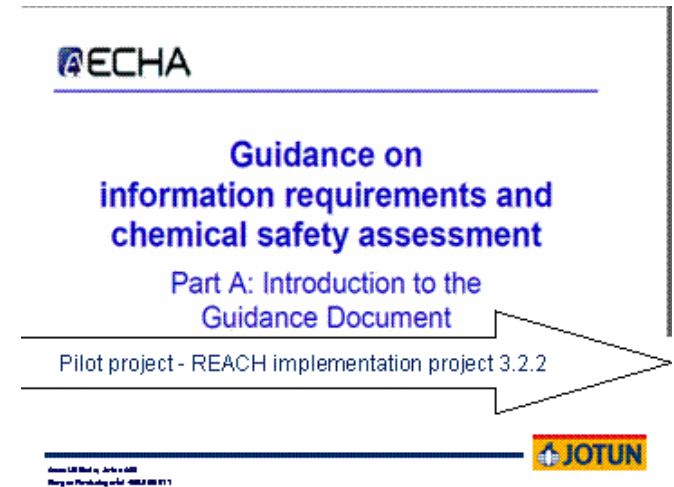 ECHA
Guidance on
information requirements and
chemical safety assessment
Part A: Introduction to the
Guidance Document
Pilot project - REACH implementation project 3.2.2
JOTUN